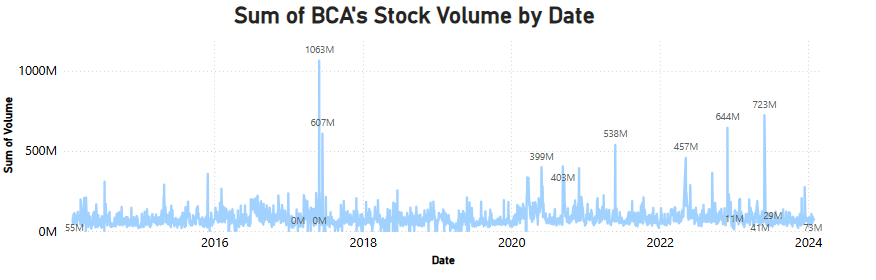 Sum of BCA's Stock Volume by Date
Sum of Volume
1000M
500M
0M
1063M
607M
399M
403M
538M
457M
644M
723M
55M
0M
0M
11M
29M
41M
73M
2016
2018
2020
2022
2024
Date